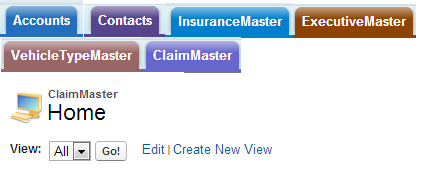 Accounts Contacts InsuranceMaster ExecutiveMaster
VehicleTypeMaster ClaimMaster
ClaimMaster
Home
View: All Go! Edit | Create New View